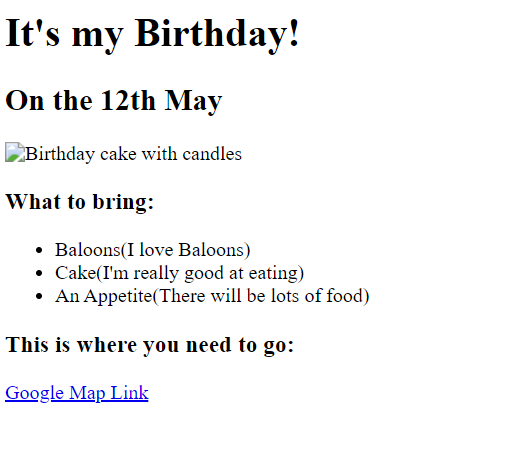 It's my Birthday!
On the 12th May
Birthday cake with candles
What to bring:
Baloons(I love Baloons)
Cake(I'm really good at eating)
An Appetite(There will be lots of food)
This is where you need to go:
Google Map Link